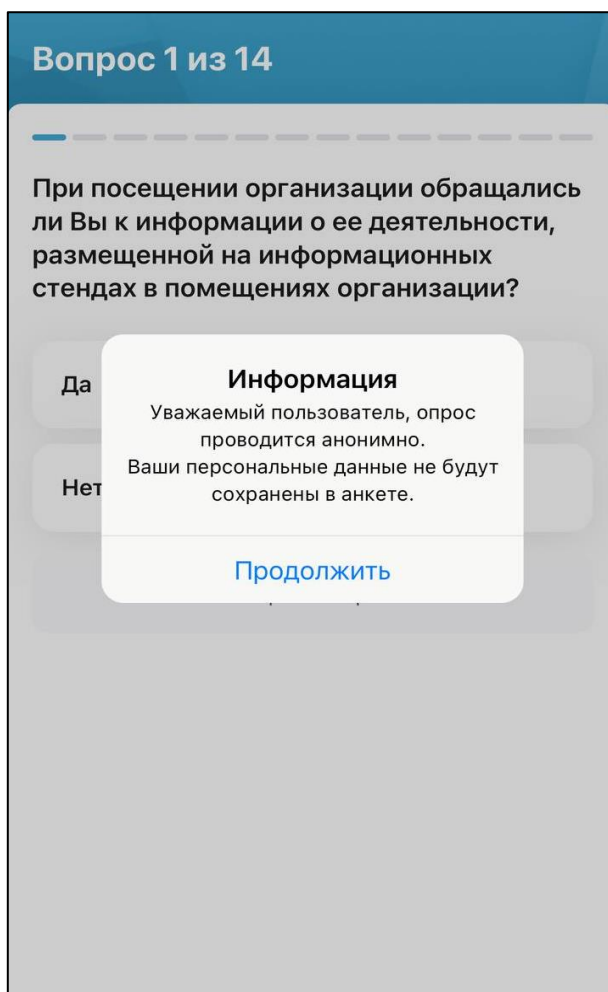 Вопрос 1 из 14
При посещении организации обращались
ли Вы к информации о ее деятельности,
размещенной на информационных
стендах в помещениях организации?
Да
Информация
Уважаемый пользователь, опрос
проводится анонимно.
Ваши персональные данные не будут
сохранены в анкете.
Нет
Продолжить